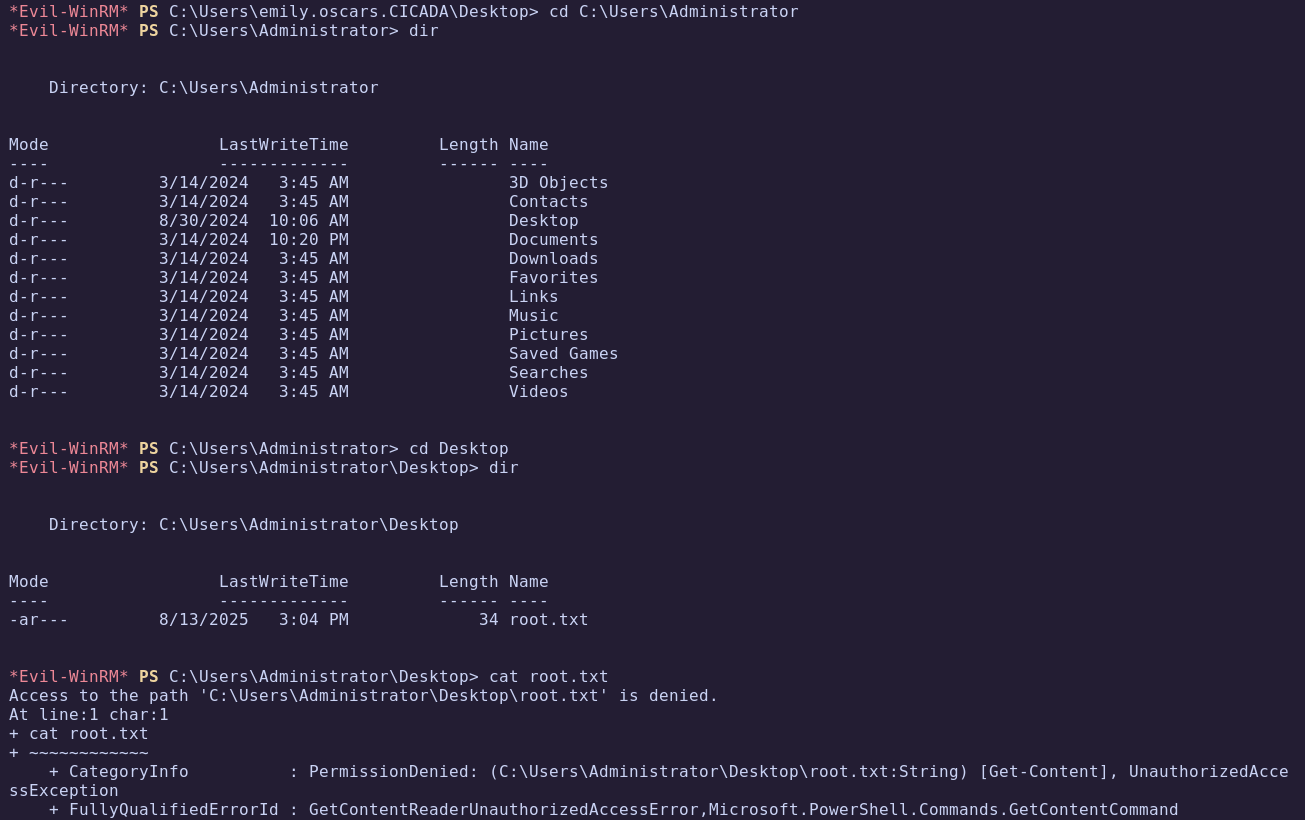 *Evil-WinRM* PS C:\Users\emily.oscars.CICADA\Desktop> cd C:\Users\Administrator
*Evil-WinRM* PS C:\Users\Administrator> dir
    Directory: C:\Users\Administrator
Mode                 LastWriteTime         Length Name
----                 -------------         ------ ----
d-r---         3/14/2024   3:45 AM                3D Objects
d-r---         3/14/2024   3:45 AM                Contacts
d-r---         8/30/2024  10:06 AM                Desktop
d-r---         3/14/2024  10:20 PM                Documents
d-r---         3/14/2024   3:45 AM                Downloads
d-r---         3/14/2024   3:45 AM                Favorites
d-r---         3/14/2024   3:45 AM                Links
d-r---         3/14/2024   3:45 AM                Music
d-r---         3/14/2024   3:45 AM                Pictures
d-r---         3/14/2024   3:45 AM                Saved Games
d-r---         3/14/2024   3:45 AM                Searches
d-r---         3/14/2024   3:45 AM                Videos
*Evil-WinRM* PS C:\Users\Administrator> cd Desktop
*Evil-WinRM* PS C:\Users\Administrator\Desktop> dir
    Directory: C:\Users\Administrator\Desktop
Mode                 LastWriteTime         Length Name
----                 -------------         ------ ----
-ar---         8/13/2025   3:04 PM             34 root.txt
*Evil-WinRM* PS C:\Users\Administrator\Desktop> cat root.txt
Access to the path 'C:\Users\Administrator\Desktop\root.txt' is denied.
At line:1 char:1
+ cat root.txt
+ ~~~~~~~~~~~~
    + CategoryInfo          : PermissionDenied: (C:\Users\Administrator\Desktop\root.txt:String) [Get-Content], UnauthorizedAcce
ssException
    + FullyQualifiedErrorId : GetContentReaderUnauthorizedAccessError,Microsoft.PowerShell.Commands.GetContentCommand